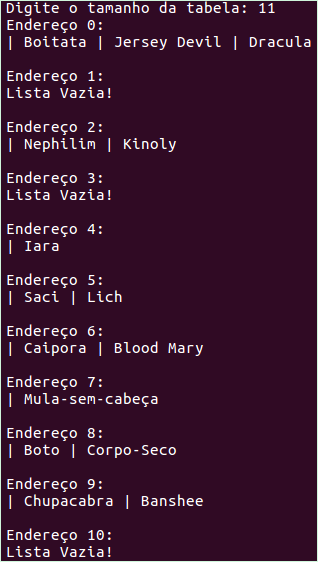 Digite o tamanho da tabela: 11
Endereço 0:
| Boitata | Jersey Devil | Dracula
Endereço 1:
Lista Vazia!
Endereço 2:
| Nephilim | Kinoly
Endereço 3:
Lista Vazia!
Endereço 4:
| Iara
Endereço 5:
| Saci | Lich
Endereço 6:
| Caipora | Blood Mary
Endereço 7:
| Mula-sem-cabeça
Endereço 8:
| Boto | Corpo-Seco
Endereço 9:
| Chupacabra | Banshee
Endereço 10:
Lista Vazia!